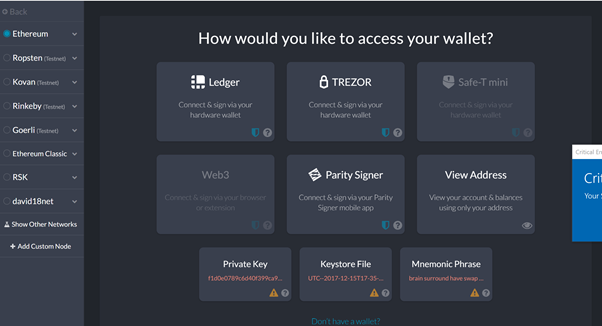 Back
Ethereum
Ropsten (Testnet)
Kovan (Testnet)
Rinkeby (Testnet)
Goerli (Testnet)
Ethereum Classic
RSK
david18net
Show Other Networks
+ Add Custom Node
How would you like to access your wallet?
Ledger
Connect & sign via your
hardware wallet
TREZOR
Connect & sign via your
hardware wallet
Safe-T mini
Connect & sign via your
hardware wallet
Web3
Connect & sign via your browser
or extension
Parity Signer
Connect & sign via your Parity
Signer mobile app
View Address
View your account & balances
using only your address
Private Key
f1d0e0789c6d40f399ca9...
Keystore File
UTC--2017-12-15T17-35-...
Mnemonic Phrase
brain surround have swap ...
Don't have a wallet?
Critical En
Crit
Your S